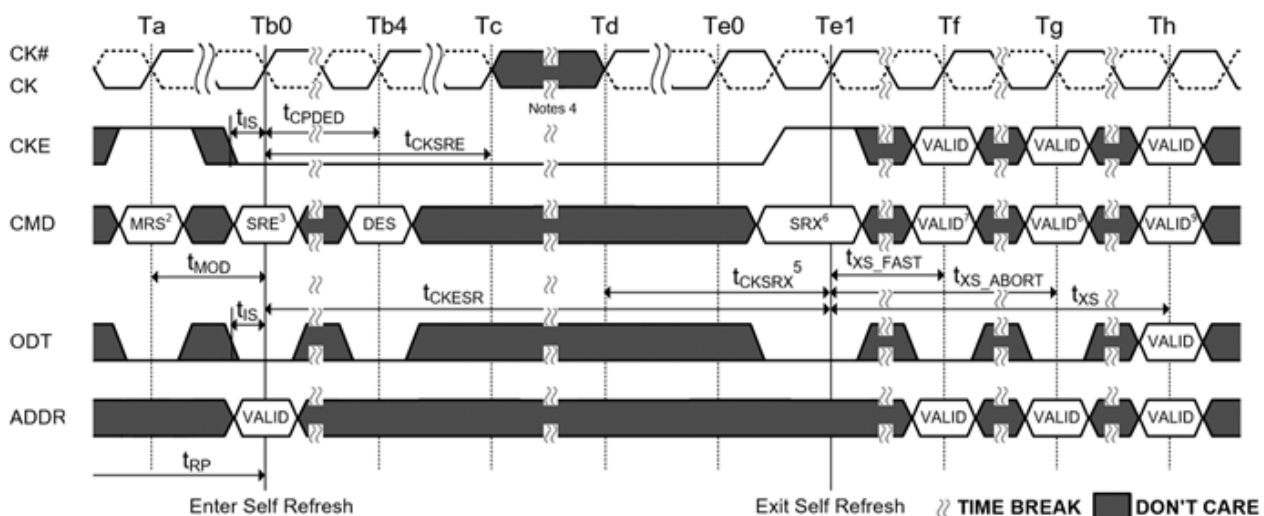 Ta Tb0 Tb4 Tc Td Te0 Te1 Tf Tg Th
CK#
CK
Notes 4
tIS tCPDED
tCKSRE
CKE VALID VALID VALID
CMD MRS2 SRE3 DES SRX6 VALID7 VALID8 VALID9
tMOD tCKESR tCKSRX5 tXS_FAST
tXS_ABORT
tXS
tIS
ODT VALID
ADDR VALID VALID VALID VALID
tRP
Enter Self Refresh Exit Self Refresh TIME BREAK DON'T CARE